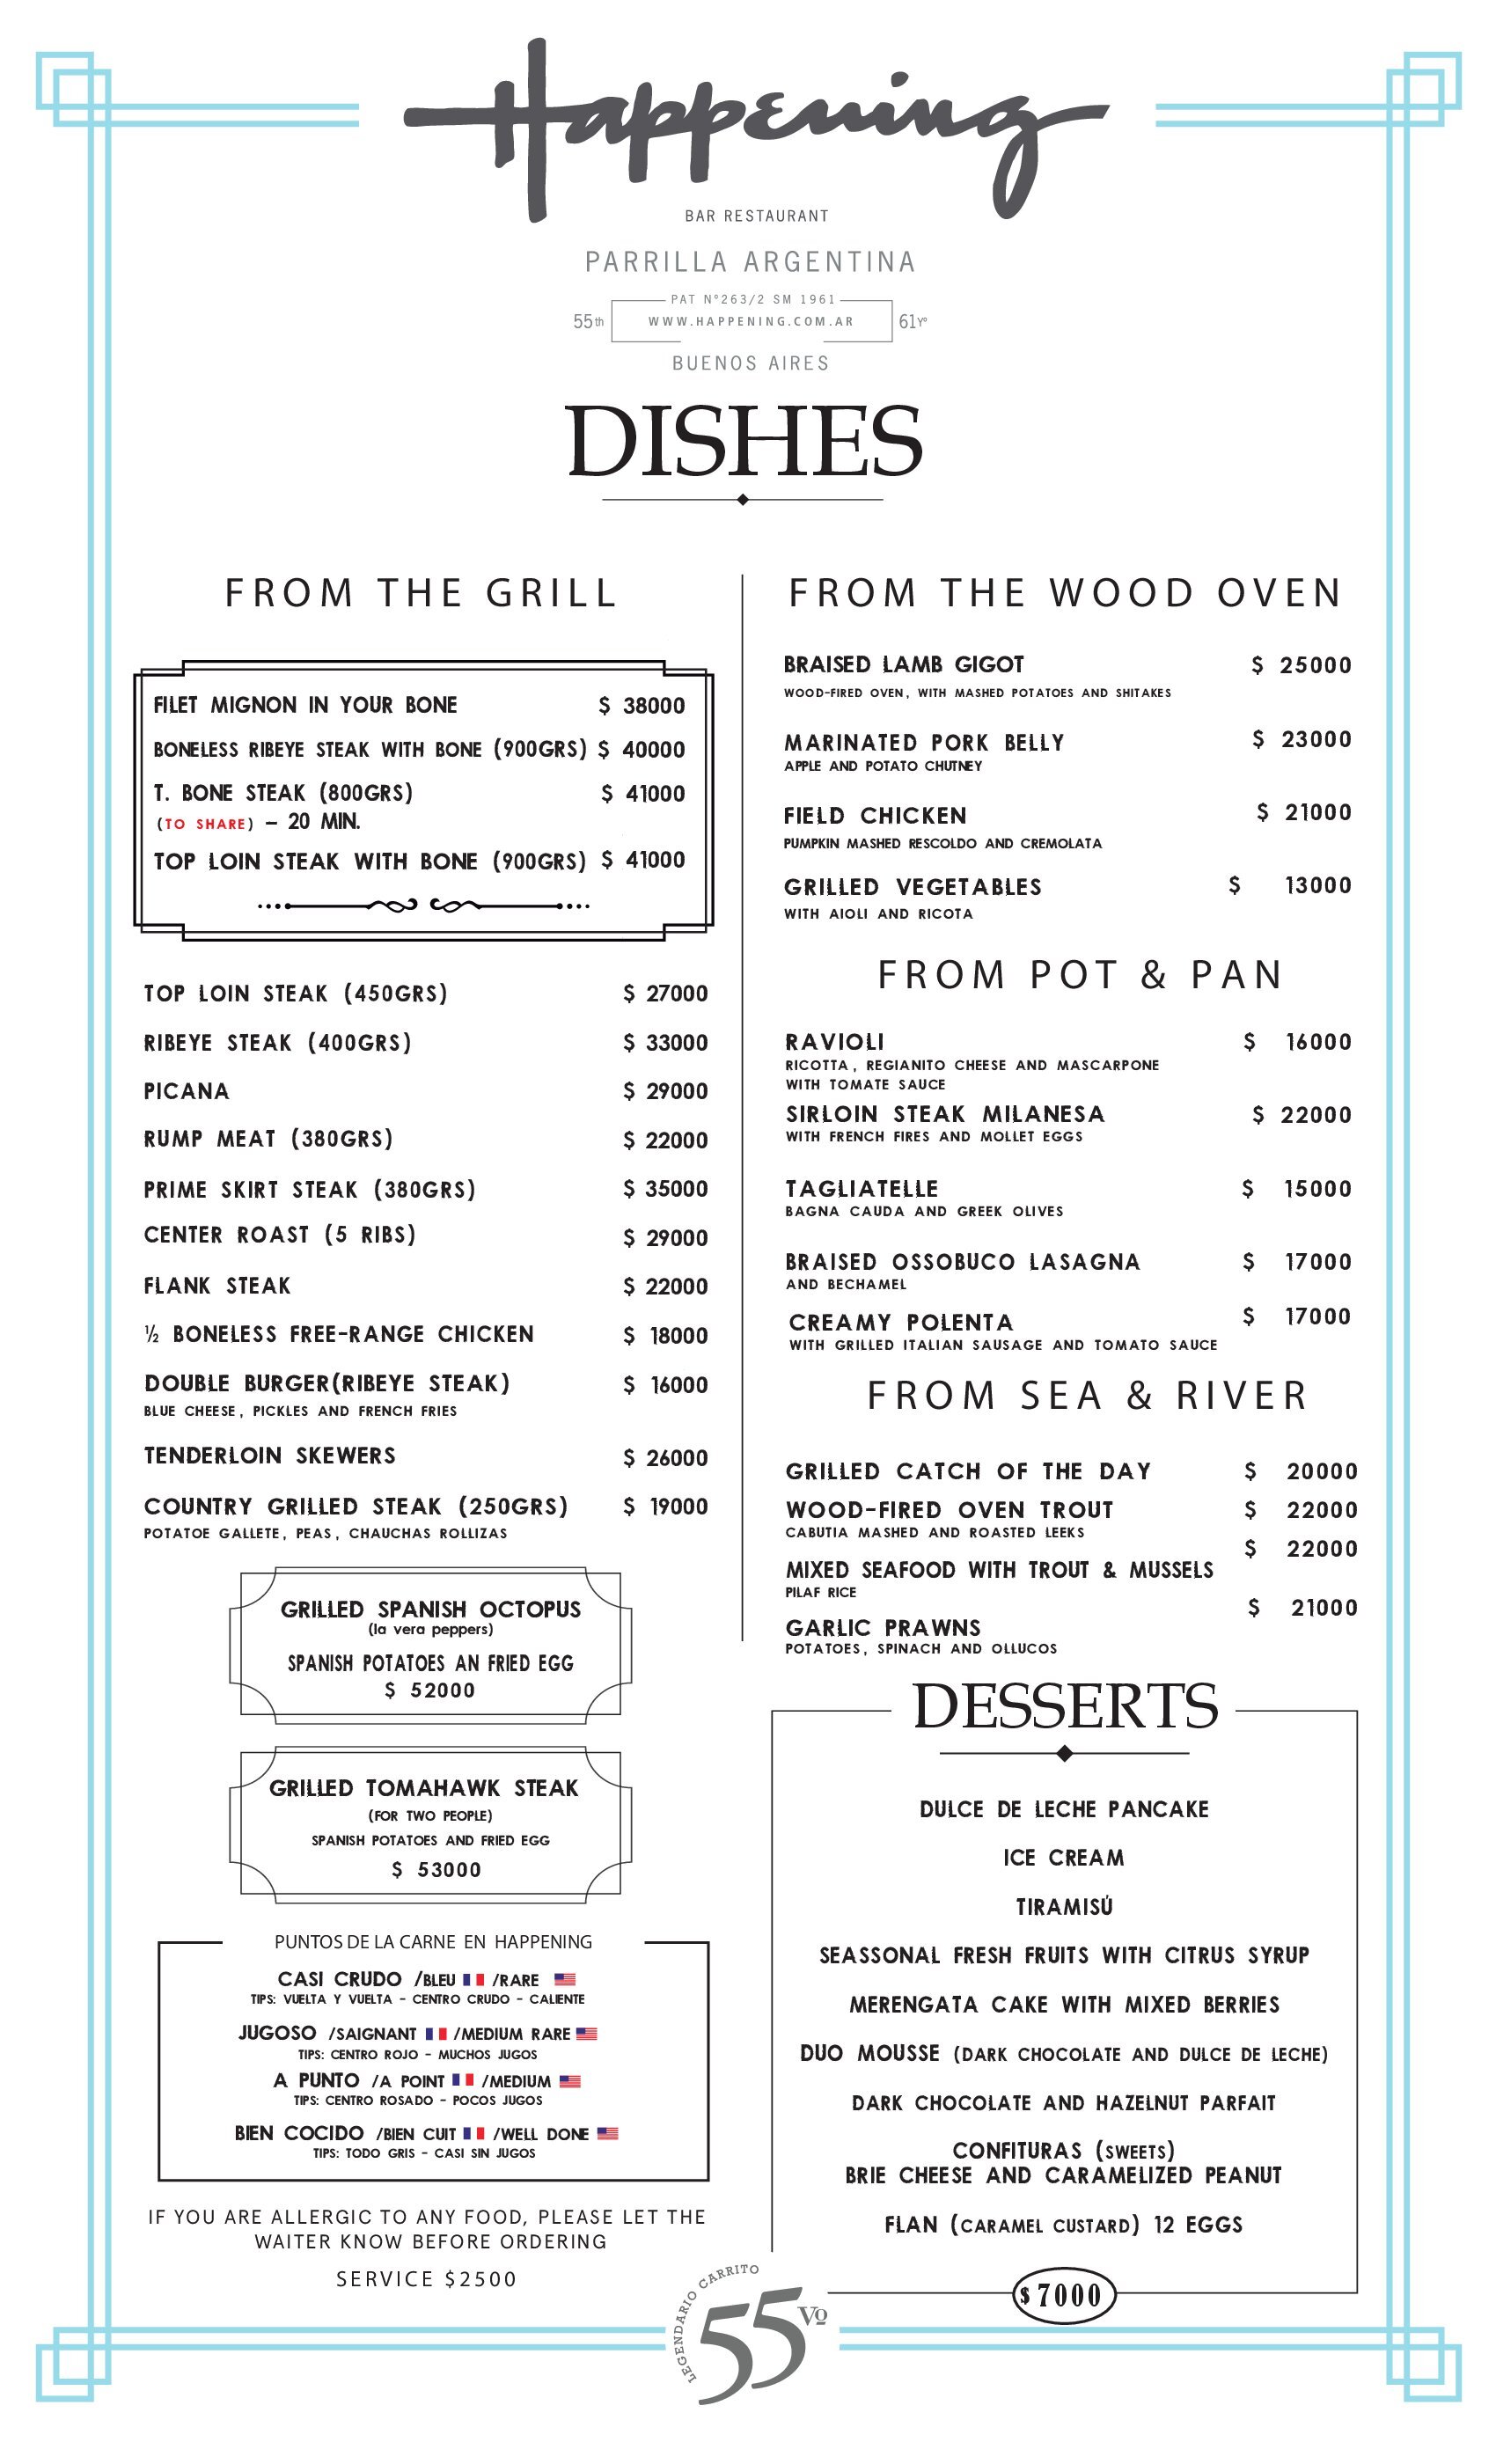 Happening
BAR RESTAURANT
PARRILLA ARGENTINA
PAT N°263/2 SM 1961
55th WWW.HAPPENING.COM.AR 61Yº
BUENOS AIRES
DISHES
FROM THE GRILL
FILET MIGNON IN YOUR BONE $ 38000
BONELESS RIBEYE STEAK WITH BONE (900GRS) $ 40000
T. BONE STEAK (800GRS) $ 41000
(TO SHARE) – 20 MIN.
TOP LOIN STEAK WITH BONE (900GRS) $ 41000
TOP LOIN STEAK (450GRS) $ 27000
RIBEYE STEAK (400GRS) $ 33000
PICANA $ 29000
RUMP MEAT (380GRS) $ 22000
PRIME SKIRT STEAK (380GRS) $ 35000
CENTER ROAST (5 RIBS) $ 29000
FLANK STEAK $ 22000
½ BONELESS FREE-RANGE CHICKEN $ 18000
DOUBLE BURGER(RIBEYE STEAK) $ 16000
BLUE CHEESE, PICKLES AND FRENCH FRIES
TENDERLOIN SKEWERS $ 26000
COUNTRY GRILLED STEAK (250GRS) $ 19000
POTATOE GALLETE, PEAS, CHAUCHAS ROLLIZAS
GRILLED SPANISH OCTOPUS
(la vera peppers)
SPANISH POTATOES AN FRIED EGG
$ 52000
GRILLED TOMAHAWK STEAK
(FOR TWO PEOPLE)
SPANISH POTATOES AND FRIED EGG
$ 53000
PUNTOS DE LA CARNE EN HAPPENING
CASI CRUDO /BLEU /RARE
TIPS: VUELTA Y VUELTA - CENTRO CRUDO - CALIENTE
JUGOSO /SAIGNANT /MEDIUM RARE
TIPS: CENTRO ROJO - MUCHOS JUGOS
A PUNTO /A POINT /MEDIUM
TIPS: CENTRO ROSADO - POCOS JUGOS
BIEN COCIDO /BIEN CUIT /WELL DONE
TIPS: TODO GRIS - CASI SIN JUGOS
IF YOU ARE ALLERGIC TO ANY FOOD, PLEASE LET THE
WAITER KNOW BEFORE ORDERING
SERVICE $2500
FROM THE WOOD OVEN
BRAISED LAMB GIGOT $ 25000
WOOD-FIRED OVEN, WITH MASHED POTATOES AND SHITAKES
MARINATED PORK BELLY $ 23000
APPLE AND POTATO CHUTNEY
FIELD CHICKEN $ 21000
PUMPKIN MASHED RESCOLDO AND CREMOLATA
GRILLED VEGETABLES $ 13000
WITH AIOLI AND RICOTA
FROM POT & PAN
RAVIOLI $ 16000
RICOTTA, REGIANITO CHEESE AND MASCARPONE
WITH TOMATE SAUCE
SIRLOIN STEAK MILANESA $ 22000
WITH FRENCH FIRES AND MOLLET EGGS
TAGLIATELLE $ 15000
BAGNA CAUDA AND GREEK OLIVES
BRAISED OSSOBUCO LASAGNA $ 17000
AND BECHAMEL
CREAMY POLENTA $ 17000
WITH GRILLED ITALIAN SAUSAGE AND TOMATO SAUCE
FROM SEA & RIVER
GRILLED CATCH OF THE DAY $ 20000
WOOD-FIRED OVEN TROUT $ 22000
CABUTIA MASHED AND ROASTED LEEKS
MIXED SEAFOOD WITH TROUT & MUSSELS $ 22000
PILAF RICE
GARLIC PRAWNS $ 21000
POTATOES, SPINACH AND OLLUCOS
DESSERTS
DULCE DE LECHE PANCAKE
ICE CREAM
TIRAMISÚ
SEASSONAL FRESH FRUITS WITH CITRUS SYRUP
MERENGATA CAKE WITH MIXED BERRIES
DUO MOUSSE (DARK CHOCOLATE AND DULCE DE LECHE)
DARK CHOCOLATE AND HAZELNUT PARFAIT
CONFITURAS (SWEETS)
BRIE CHEESE AND CARAMELIZED PEANUT
FLAN (CARAMEL CUSTARD) 12 EGGS
$ 7000
LEGENDARIO CARRITO
55Vº